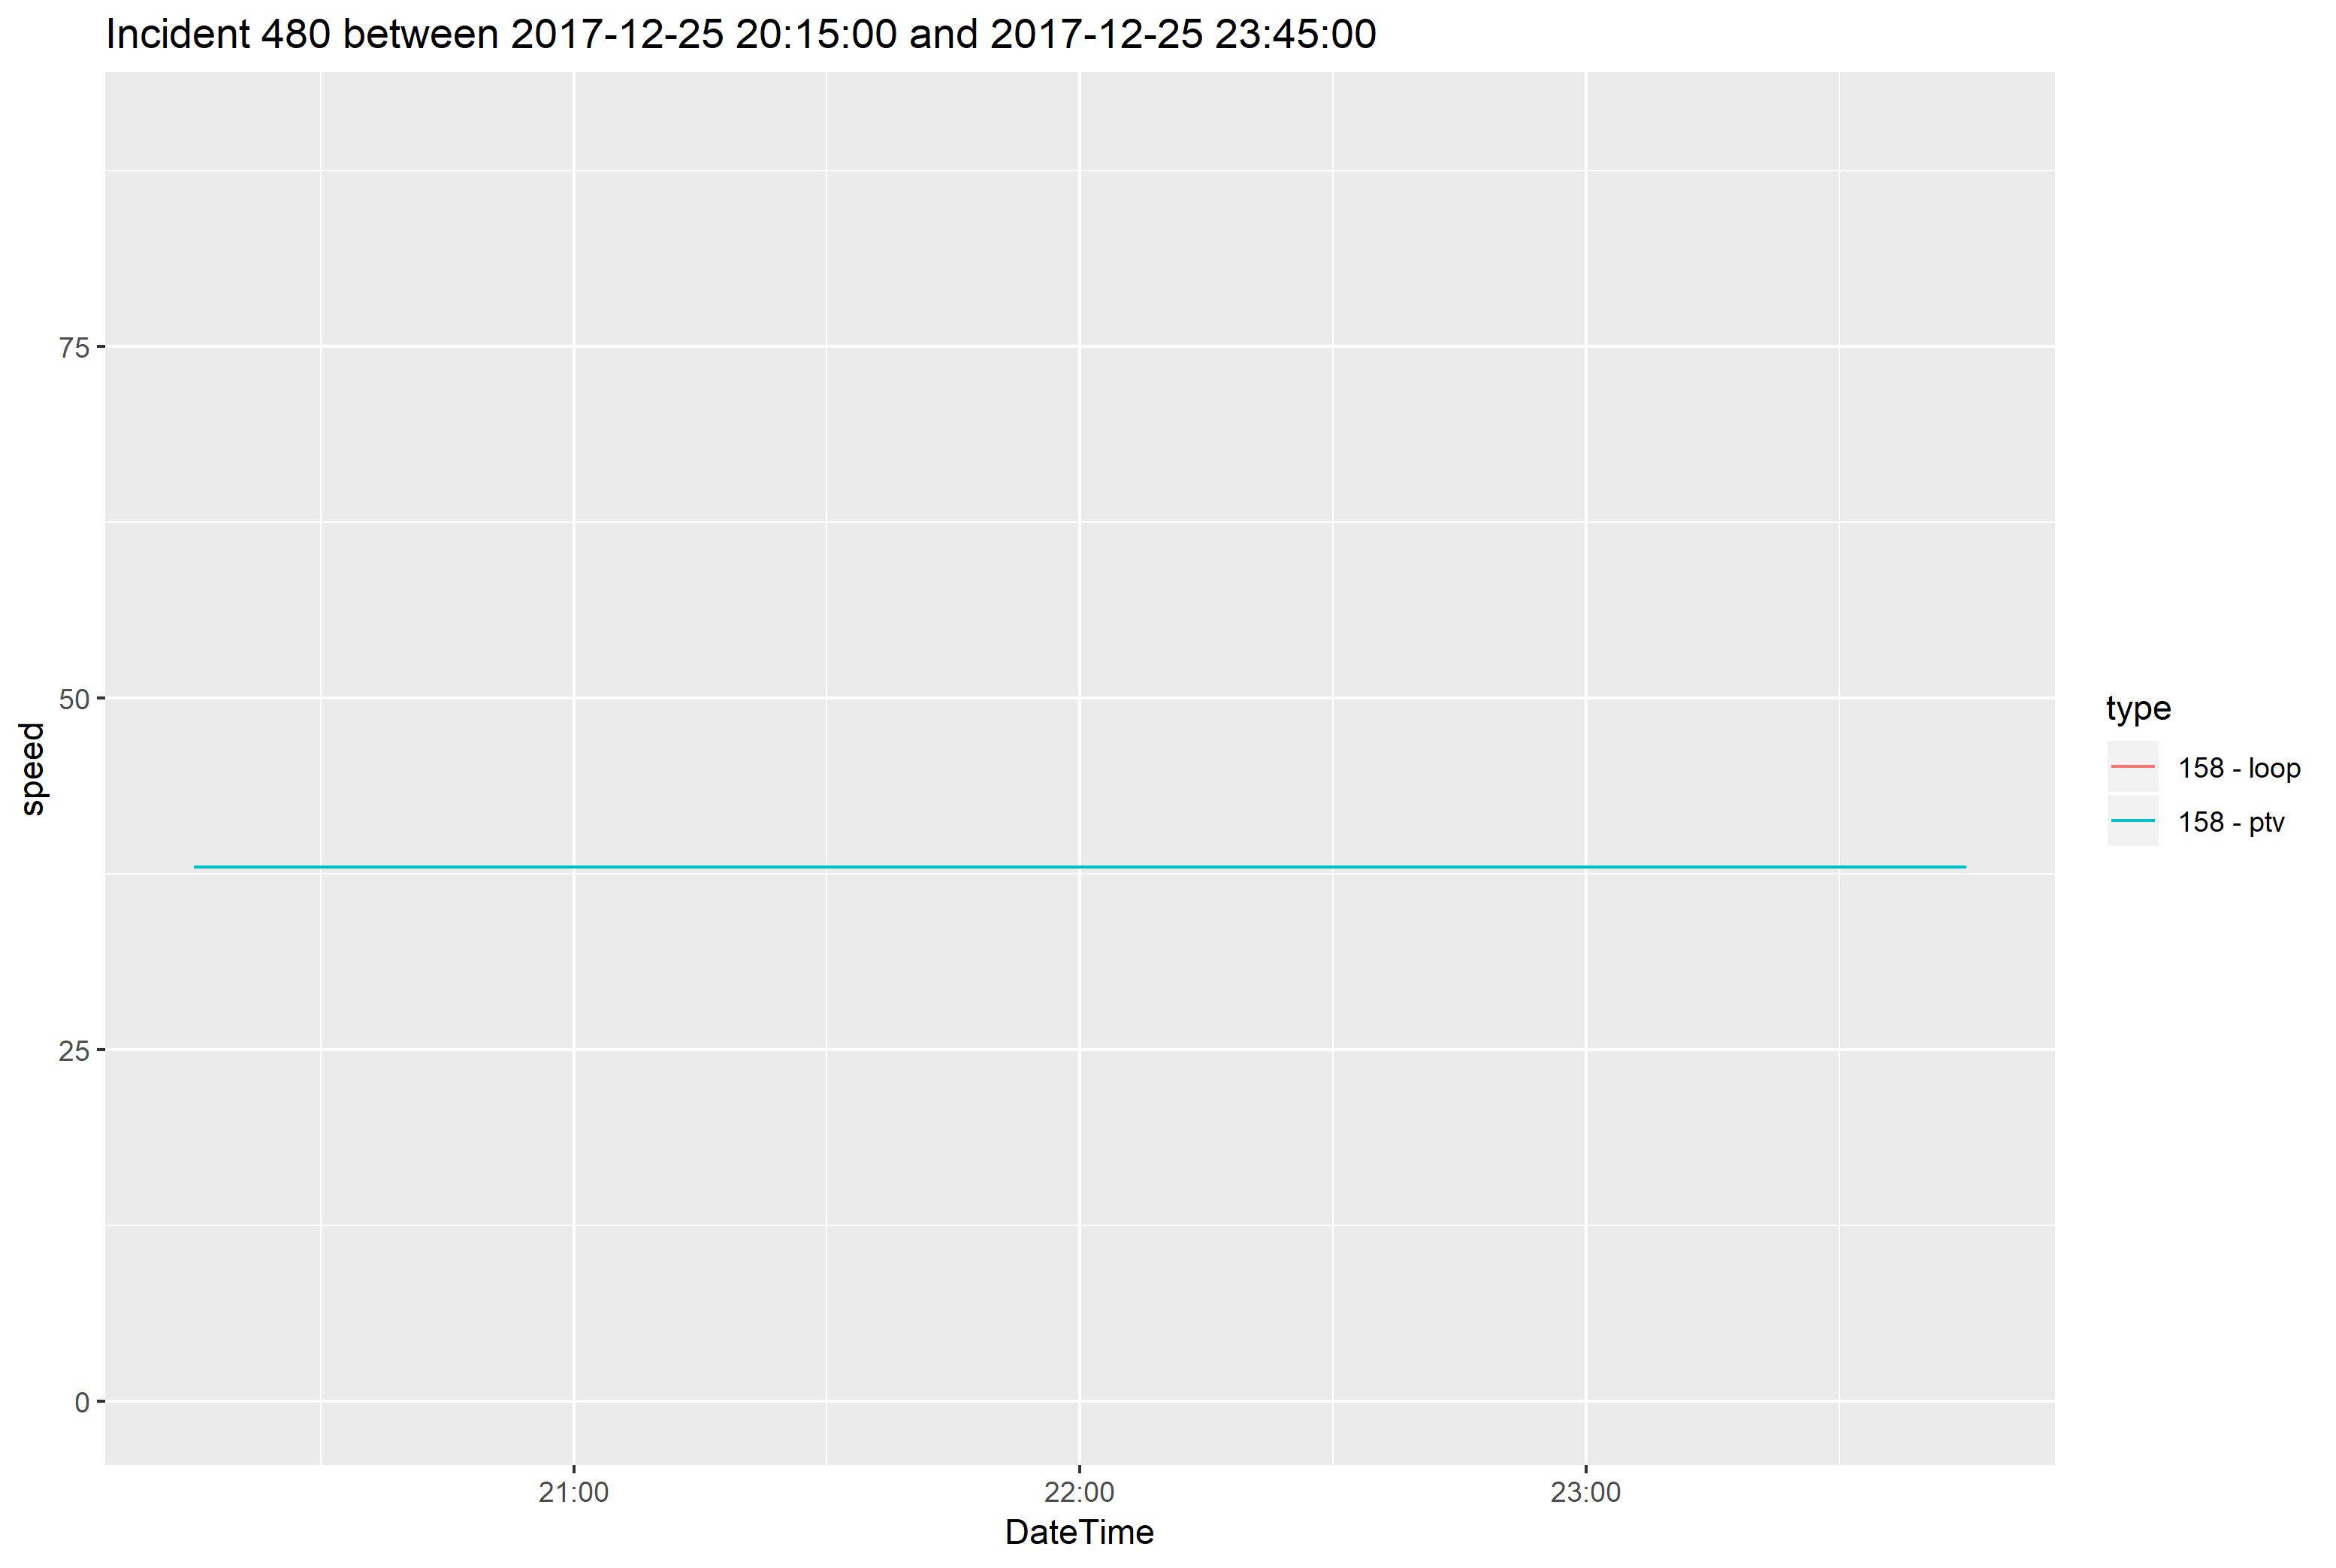 Incident 480 between 2017-12-25 20:15:00 and 2017-12-25 23:45:00
75
50
25
0
speed
21:00
22:00
23:00
DateTime
type
158 - loop
158 - ptv